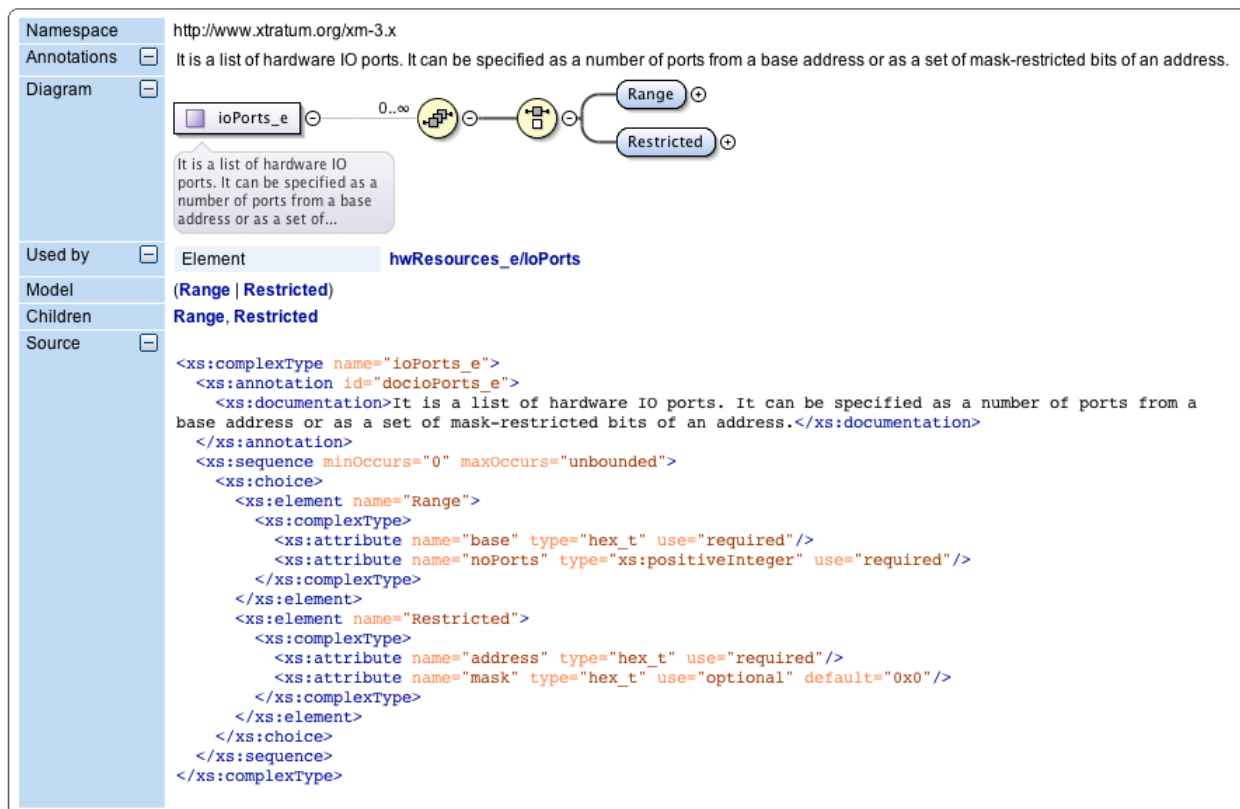 Namespace http://www.xtratum.org/xm-3.x
Annotations It is a list of hardware IO ports. It can be specified as a number of ports from a base address or as a set of mask-restricted bits of an address.
Diagram
ioPorts_e 0..∞ Range
Restricted
It is a list of hardware IO
ports. It can be specified as a
number of ports from a base
address or as a set of...
Used by Element hwResources_e/IoPorts
Model (Range | Restricted)
Children Range, Restricted
Source
<xs:complexType name="ioPorts_e">
  <xs:annotation id="docioPorts_e">
    <xs:documentation>It is a list of hardware IO ports. It can be specified as a number of ports from a
base address or as a set of mask-restricted bits of an address.</xs:documentation>
  </xs:annotation>
  <xs:sequence minOccurs="0" maxOccurs="unbounded">
    <xs:choice>
      <xs:element name="Range">
        <xs:complexType>
          <xs:attribute name="base" type="hex_t" use="required"/>
          <xs:attribute name="noPorts" type="xs:positiveInteger" use="required"/>
        </xs:complexType>
      </xs:element>
      <xs:element name="Restricted">
        <xs:complexType>
          <xs:attribute name="address" type="hex_t" use="required"/>
          <xs:attribute name="mask" type="hex_t" use="optional" default="0x0"/>
        </xs:complexType>
      </xs:element>
    </xs:choice>
  </xs:sequence>
</xs:complexType>